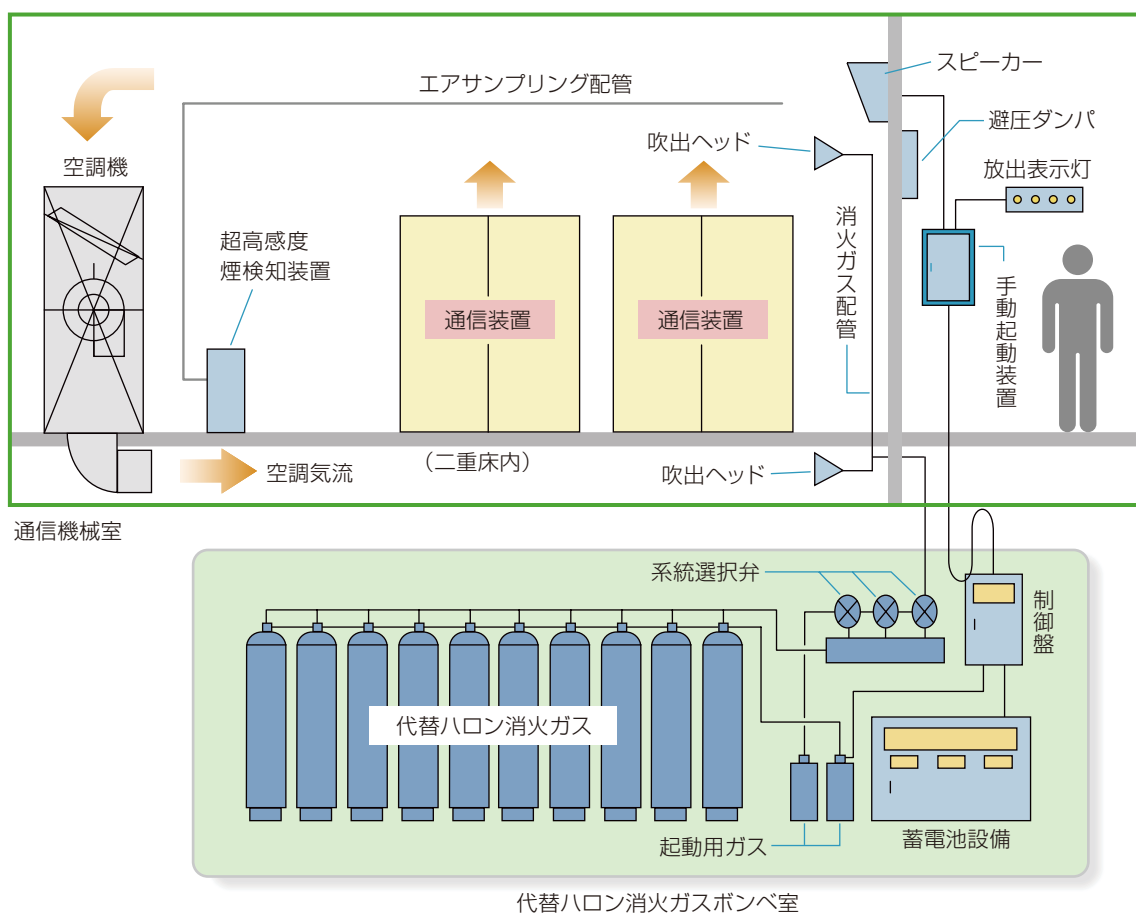 スピーカー
エアサンプリング配管
避圧ダンパ
吹出ヘッド
空調機
放出表示灯
消火ガス配管
超高感度
煙検知装置
手動起動装置
通信装置
通信装置
(二重床内)
空調気流
吹出ヘッド
通信機械室
系統選択弁
制御盤
代替ハロン消火ガス
起動用ガス
蓄電池設備
代替ハロン消火ガスボンベ室